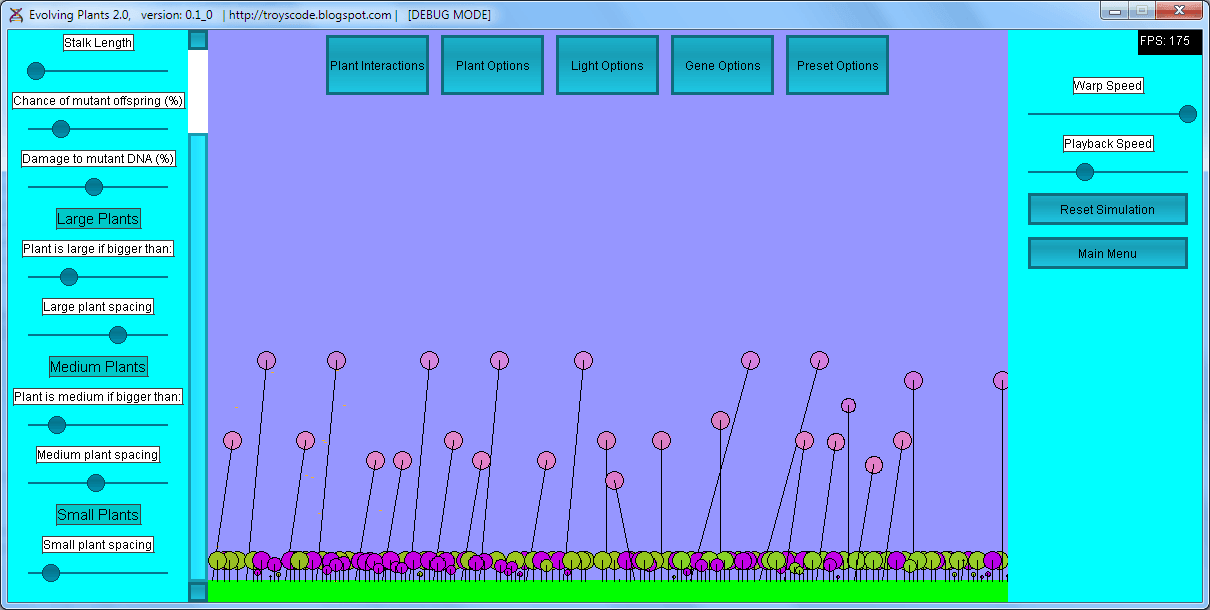 Evolving Plants 2.0, version: 0.1_0 | http://troyscode.blogspot.com | [DEBUG MODE]
FPS: 175
Stalk Length
Chance of mutant offspring (%)
Damage to mutant DNA (%)
Large Plants
Plant is large if bigger than:
Large plant spacing
Medium Plants
Plant is medium if bigger than:
Medium plant spacing
Small Plants
Small plant spacing
Plant Interactions
Plant Options
Light Options
Gene Options
Preset Options
Warp Speed
Playback Speed
Reset Simulation
Main Menu